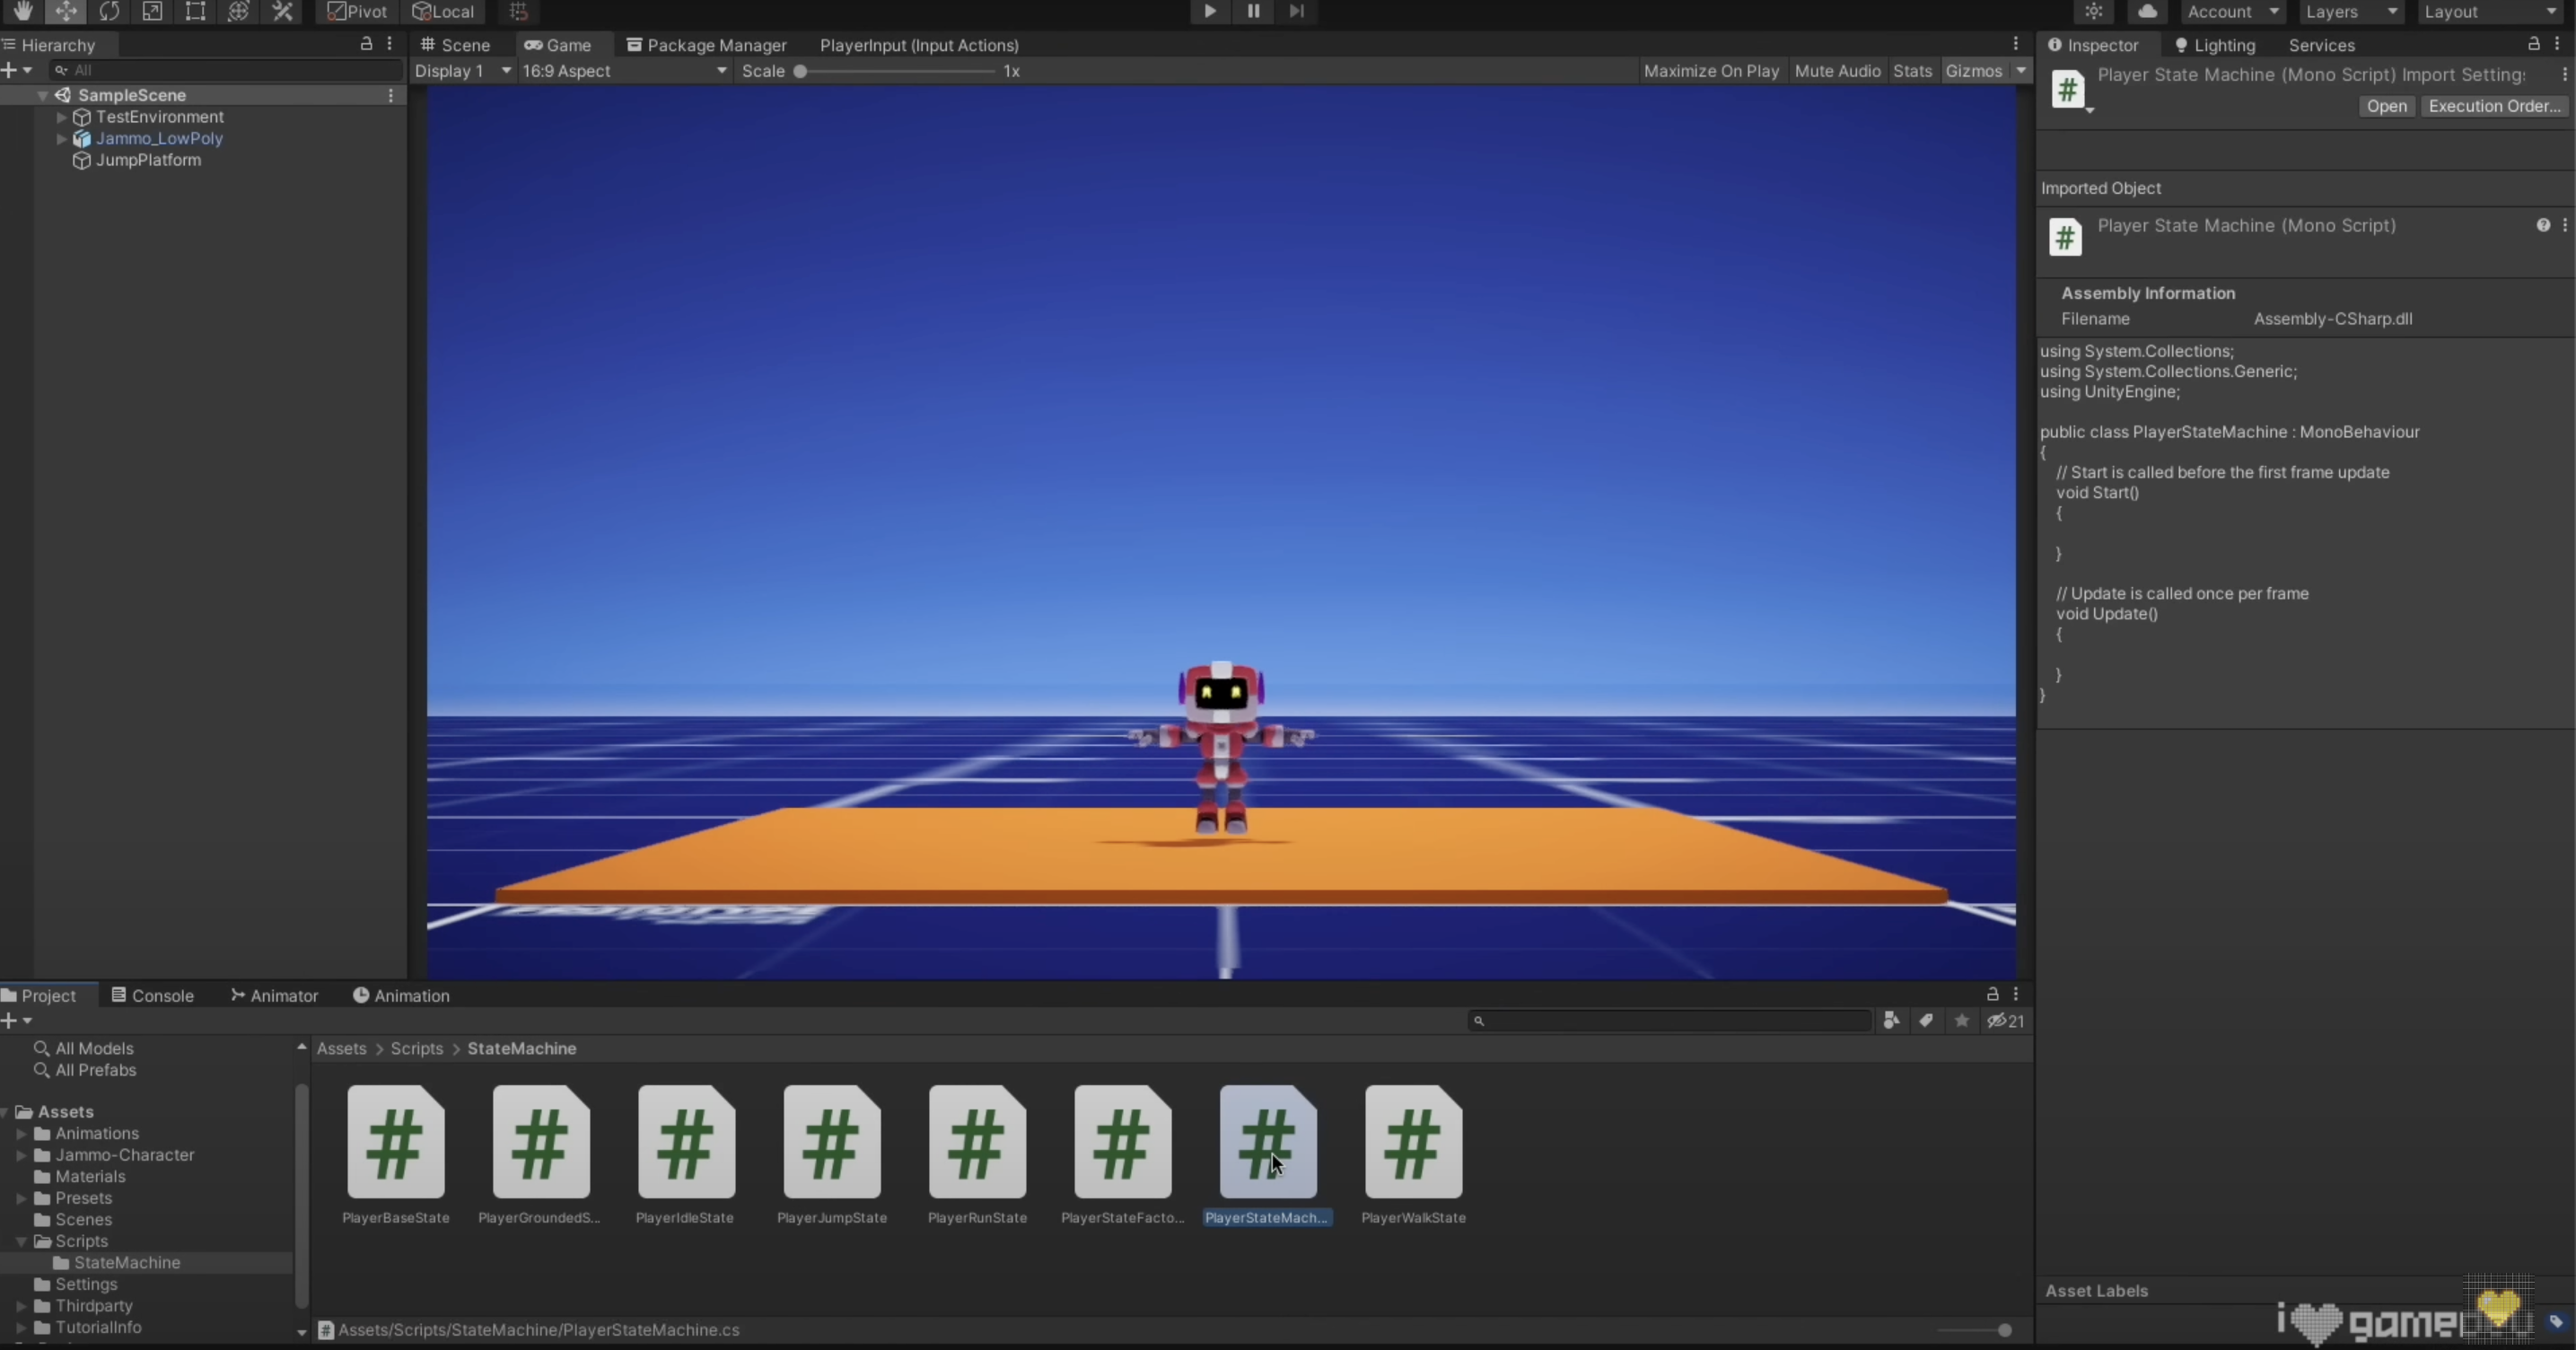 Pivot Local Account Layers Layout
Hierarchy
All
SampleScene
TestEnvironment
Jammo_LowPoly
JumpPlatform
Scene Game Package Manager PlayerInput (Input Actions)
Display 1 16:9 Aspect Scale 1x Maximize On Play Mute Audio Stats Gizmos
Inspector Lighting Services
Player State Machine (Mono Script) Import Setting
Open Execution Order...
Imported Object
Player State Machine (Mono Script)
Assembly Information
Filename Assembly-CSharp.dll
using System.Collections;
using System.Collections.Generic;
using UnityEngine;
public class PlayerStateMachine : MonoBehaviour
{
// Start is called before the first frame update
void Start()
{
}
// Update is called once per frame
void Update()
{
}
}
Project Console Animator Animation
21
All Models
All Prefabs
Assets
Animations
Jammo-Character
Materials
Presets
Scenes
Scripts
StateMachine
Settings
Thirdparty
TutorialInfo
Assets > Scripts > StateMachine
PlayerBaseState PlayerGroundedS... PlayerIdleState PlayerJumpState PlayerRunState PlayerStateFacto... PlayerStateMach... PlayerWalkState
Assets/Scripts/StateMachine/PlayerStateMachine.cs
Asset Labels